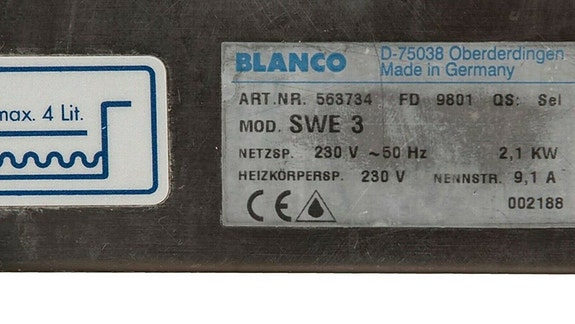 max. 4 Lit.
BLANCO
D-75038 Oberderdingen
Made in Germany
ART.NR. 563734 FD 9801 QS: Sel
MOD. SWE 3
NETZSP. 230 V ~50 Hz 2,1 KW
HEIZKÖRPERSP. 230 V NENNSTR. 9,1 A
CE 002188